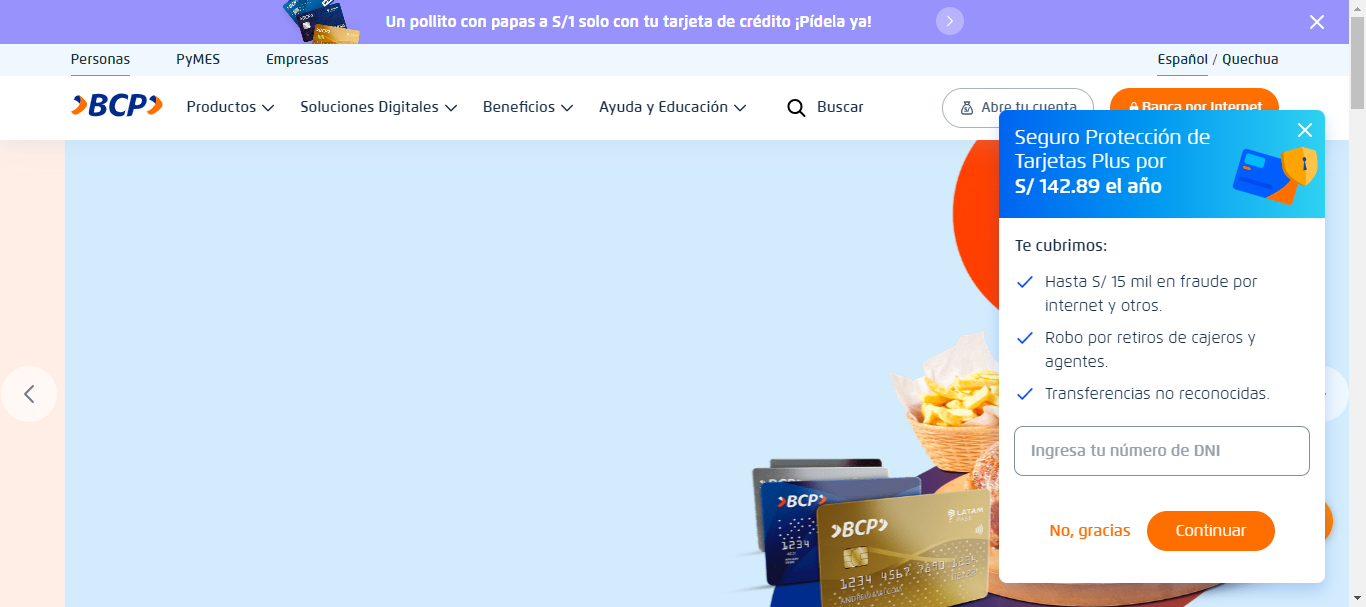 Un pollito con papas a S/1 solo con tu tarjeta de crédito ¡Pídela ya!
Personas PyMES Empresas Español / Quechua
BCP Productos Soluciones Digitales Beneficios Ayuda y Educación Buscar Abre tu cuenta Banca por Internet
Seguro Protección de
Tarjetas Plus por
S/ 142.89 el año
Te cubrimos:
Hasta S/ 15 mil en fraude por
internet y otros.
Robo por retiros de cajeros y
agentes.
Transferencias no reconocidas.
Ingresa tu número de DNI
No, gracias Continuar
BCP
1234
BCP
LATAM
PASS
1234 4567 7890 1234